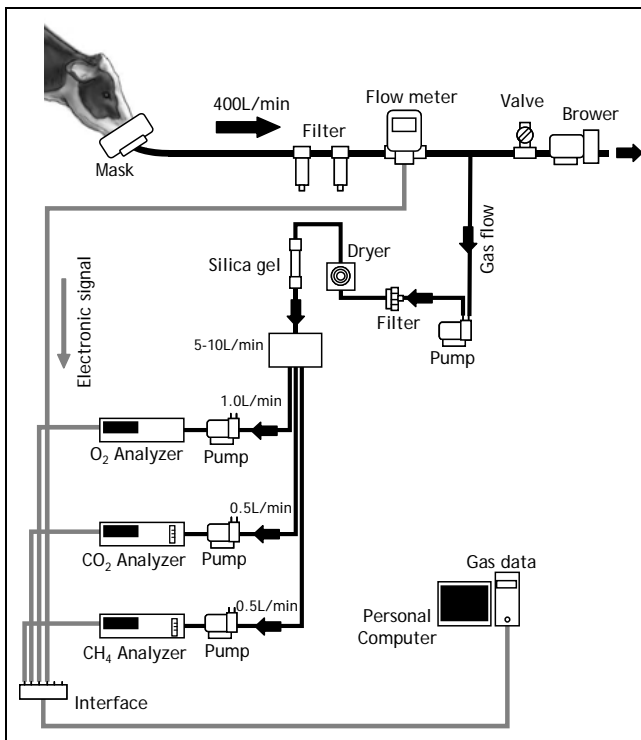 400L/min
Flow meter
Valve
Brower
Filter
Mask
Gas flow
Silica gel
Dryer
Filter
Pump
Electronic signal
5-10L/min
1.0L/min
O₂ Analyzer
Pump
0.5L/min
CO₂ Analyzer
Pump
Gas data
0.5L/min
Personal
Computer
CH₄ Analyzer
Pump
Interface